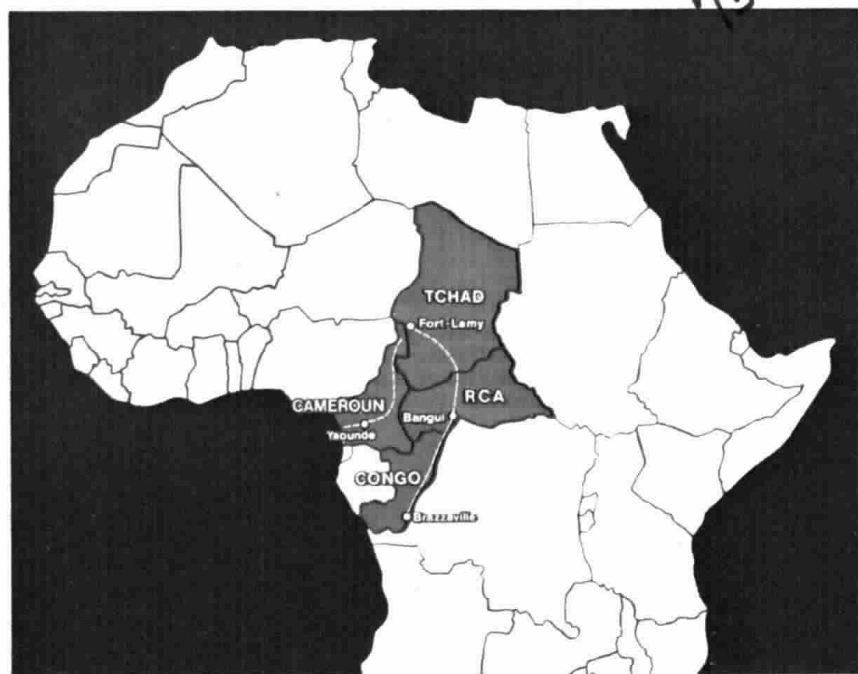 TCHAD
Fort-Lamy
RCA
CAMEROUN
Bangui
Yaounde
CONGO
Brazzaville